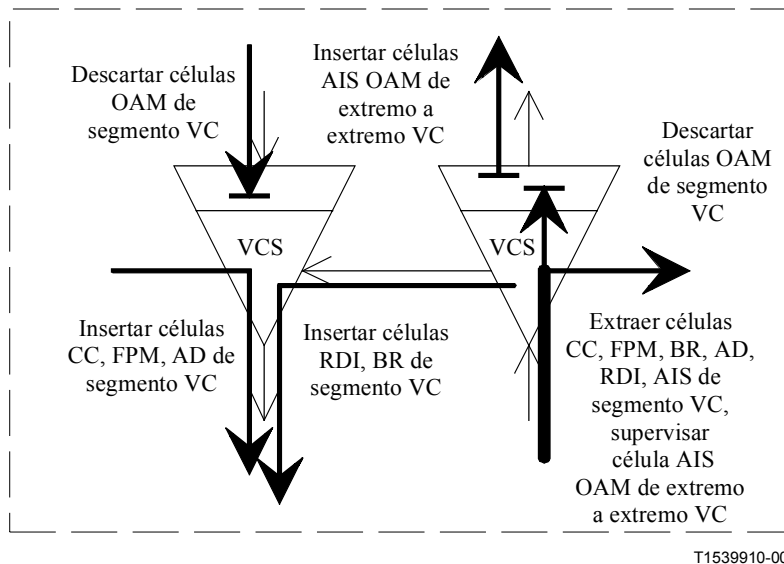 Descartar células
OAM de
segmento VC
Insertar células
AIS OAM de
extremo a
extremo VC
Descartar
células OAM
de segmento
VC
VCS
VCS
Insertar células
CC, FPM, AD de
segmento VC
Insertar células
RDI, BR de
segmento VC
Extraer células
CC, FPM, BR, AD,
RDI, AIS de
segmento VC,
supervisar
célula AIS
OAM de extremo
a extremo VC
T1539910-00